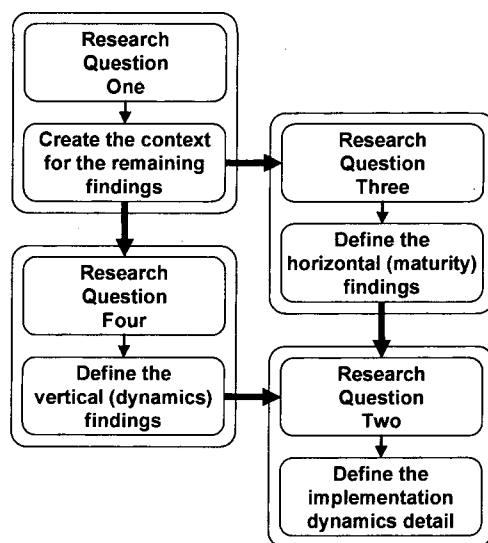 Research
Question
One
Create the context
for the remaining
findings
Research
Question
Three
Define the
horizontal (maturity)
findings
Research
Question
Four
Define the
vertical (dynamics)
findings
Research
Question
Two
Define the
implementation
dynamics detail